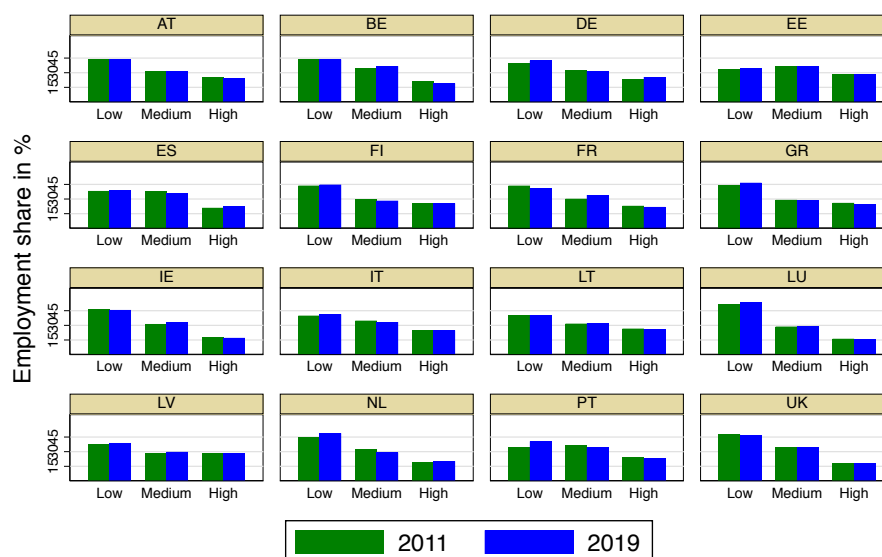 Employment share in %
AT BE DE EE
153045
Low Medium High Low Medium High Low Medium High Low Medium High
ES FI FR GR
153045
Low Medium High Low Medium High Low Medium High Low Medium High
IE IT LT LU
153045
Low Medium High Low Medium High Low Medium High Low Medium High
LV NL PT UK
153045
Low Medium High Low Medium High Low Medium High Low Medium High
2011 2019